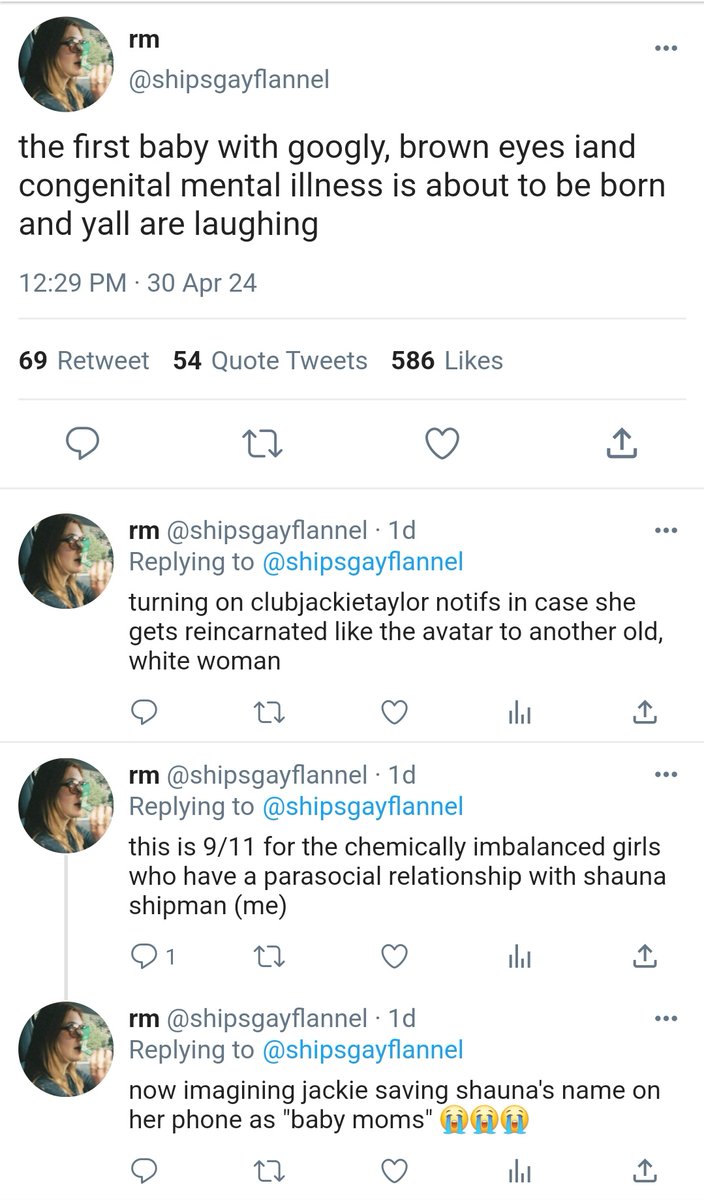 rm
@shipsgayflannel
the first baby with googly, brown eyes iand
congenital mental illness is about to be born
and yall are laughing
12:29 PM · 30 Apr 24
69 Retweet 54 Quote Tweets 586 Likes
rm @shipsgayflannel · 1d
Replying to @shipsgayflannel
turning on clubjackietaylor notifs in case she
gets reincarnated like the avatar to another old,
white woman
rm @shipsgayflannel · 1d
Replying to @shipsgayflannel
this is 9/11 for the chemically imbalanced girls
who have a parasocial relationship with shauna
shipman (me)
1
rm @shipsgayflannel · 1d
Replying to @shipsgayflannel
now imagining jackie saving shauna's name on
her phone as "baby moms" 😭😭😭